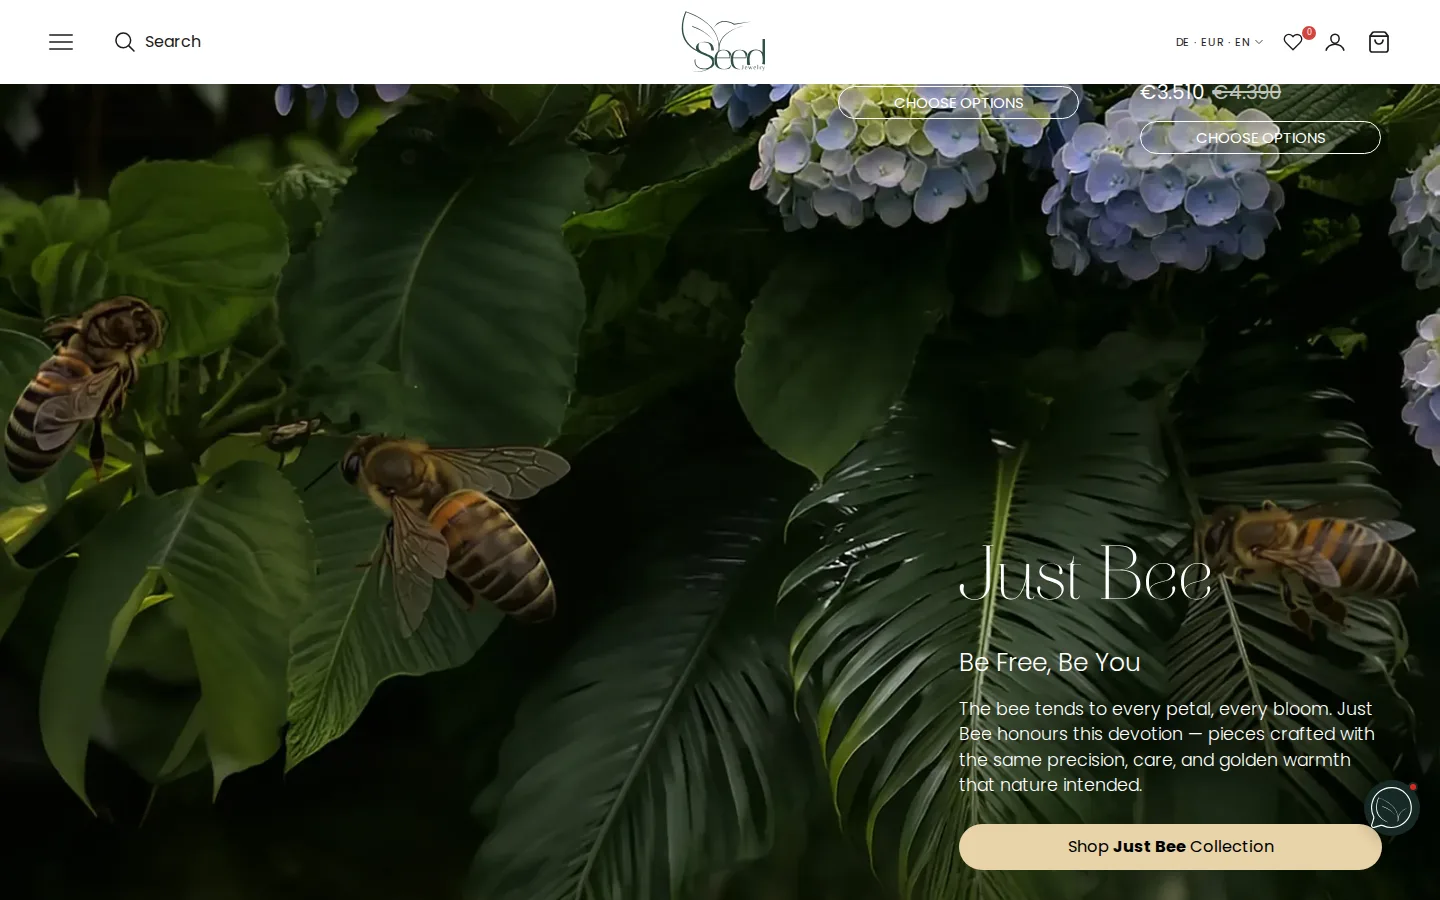 Search
Seed
Jewelry
DE · EUR · EN
0
€3.510 €4.390
CHOOSE OPTIONS
CHOOSE OPTIONS
Just Bee
Be Free, Be You
The bee tends to every petal, every bloom. Just
Bee honours this devotion — pieces crafted with
the same precision, care, and golden warmth
that nature intended.
Shop Just Bee Collection